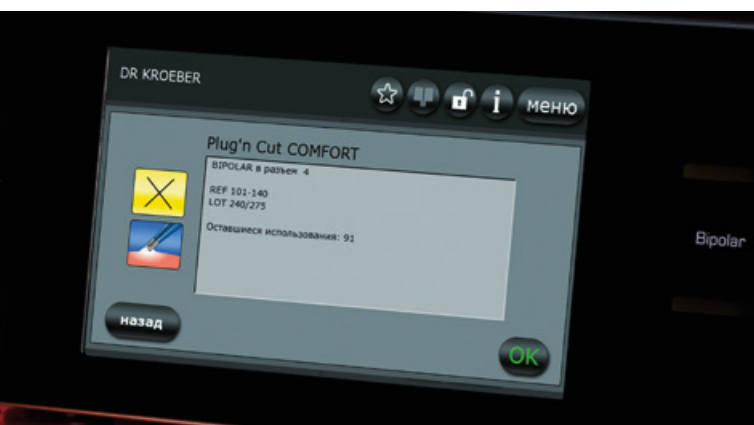 DR KROEBER
меню
Plug'n Cut COMFORT
BIPOLAR в разъем 4
REF 101-140
LOT 240/275
Оставшиеся использования: 91
Bipolar
назад
OK